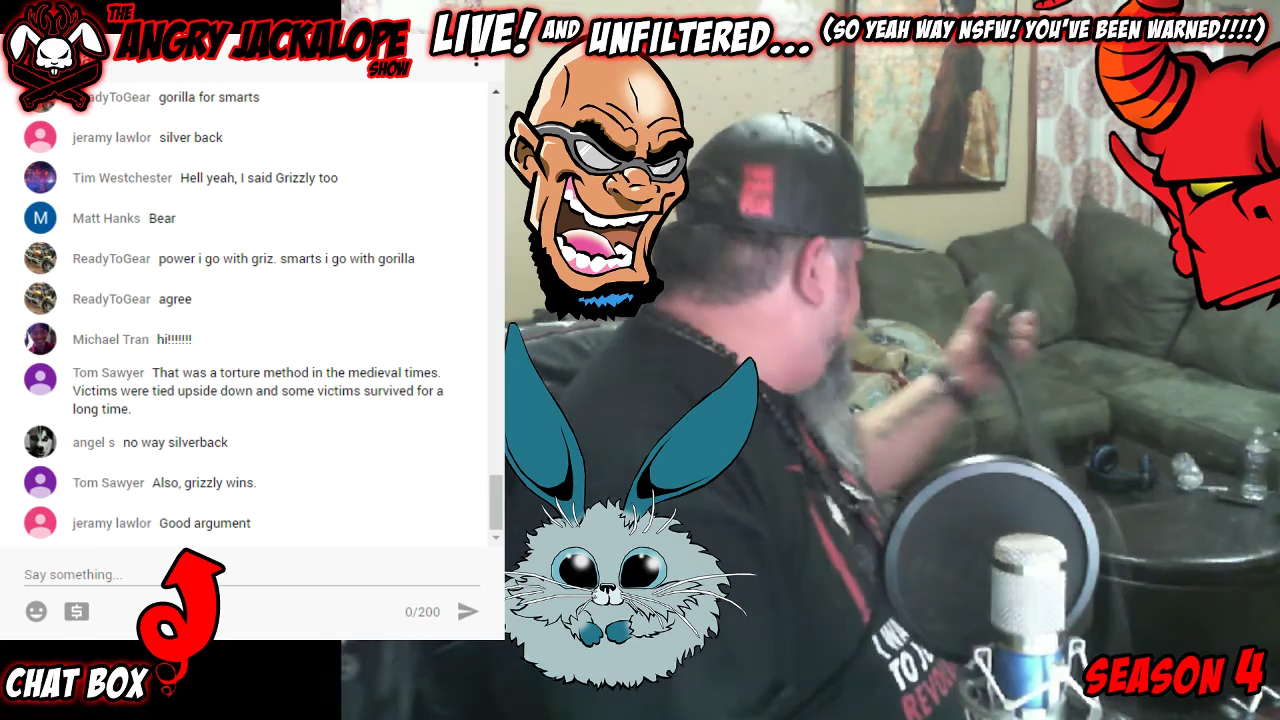 THE
ANGRY JACKALOPE
SHOW
LIVE! AND UNFILTERED... (SO YEAH WAY NSFW! YOU'VE BEEN WARNED!!!!)
gorilla for smarts
jeramy lawlor silver back
Tim Westchester Hell yeah, I said Grizzly too
M Matt Hanks Bear
ReadyToGear power i go with griz. smarts i go with gorilla
ReadyToGear agree
Michael Tran hi!!!!!!!
Tom Sawyer That was a torture method in the medieval times.
Victims were tied upside down and some victims survived for a
long time.
angel s no way silverback
Tom Sawyer Also, grizzly wins.
jeramy lawlor Good argument
Say something...
0/200
CHAT BOX
SEASON 4